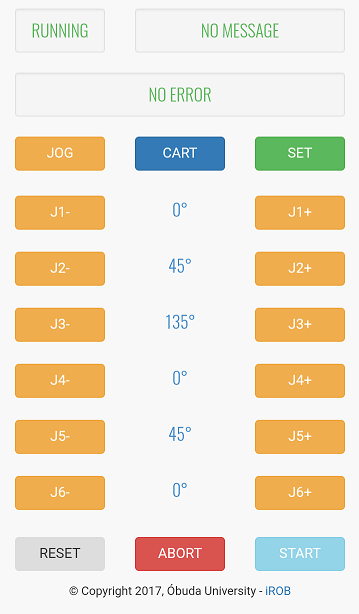 RUNNING NO MESSAGE
NO ERROR
JOG CART SET
J1- 0° J1+
J2- 45° J2+
J3- 135° J3+
J4- 0° J4+
J5- 45° J5+
J6- 0° J6+
RESET ABORT START
© Copyright 2017, Óbuda University - iROB